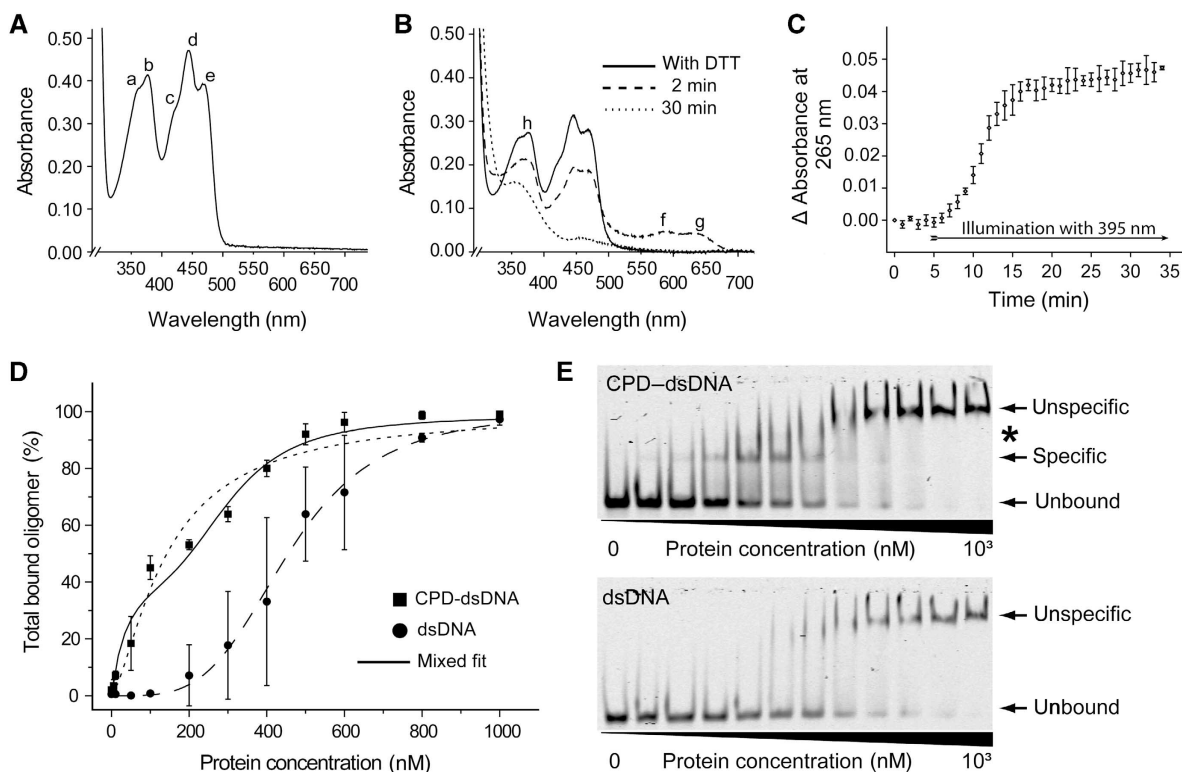 A
0.50
0.40
0.30
0.20
0.10
0.00
Absorbance
a
b
c
d
e
350
450
550
650
400
500
600
700
Wavelength (nm)
B
0.50
0.40
0.30
0.20
0.10
0.00
Absorbance
With DTT
2 min
30 min
h
f
g
350
450
550
650
400
500
600
700
Wavelength (nm)
C
Δ Absorbance at
265 nm
0.05
0.04
0.03
0.02
0.01
0.00
Illumination with 395 nm
0
5
10
15
20
25
30
35
Time (min)
D
Total bound oligomer (%)
100
80
60
40
20
0
CPD-dsDNA
dsDNA
Mixed fit
0
200
400
600
800
1000
Protein concentration (nM)
E
CPD–dsDNA
Unspecific
*
Specific
Unbound
0 Protein concentration (nM) 10³
dsDNA
Unspecific
Unbound
0 Protein concentration (nM) 10³